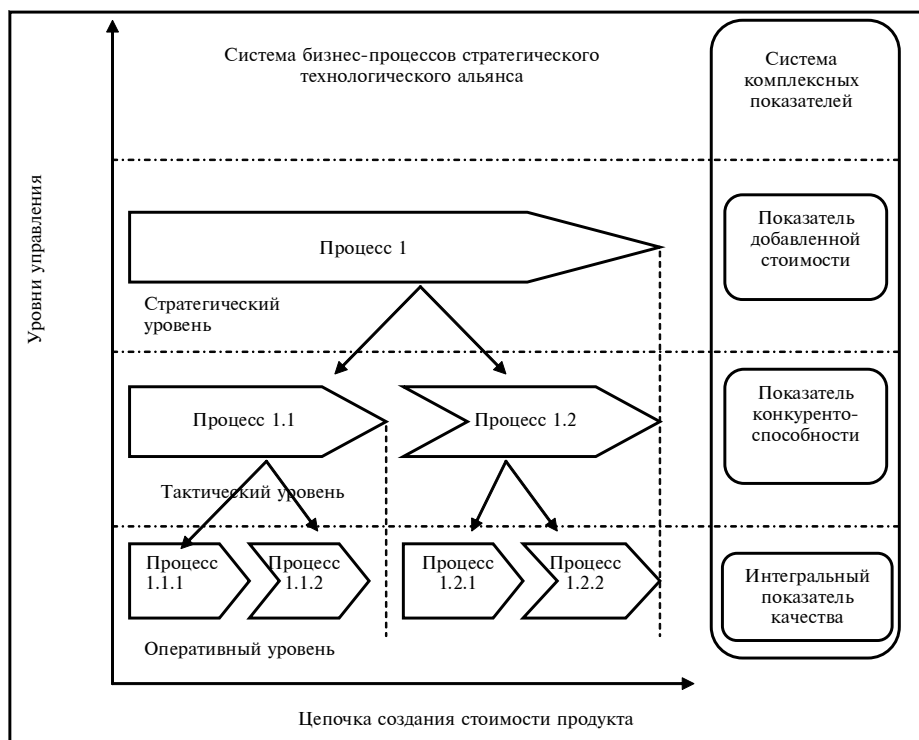 Система бизнес-процессов стратегического
технологического альянса
Система
комплексных
показателей
Уровни управления
Процесс 1
Показатель
добавленной
стоимости
Стратегический
уровень
Процесс 1.1
Процесс 1.2
Показатель
конкуренто-
способности
Тактический уровень
Процесс
1.1.1
Процесс
1.1.2
Процесс
1.2.1
Процесс
1.2.2
Интегральный
показатель
качества
Оперативный уровень
Цепочка создания стоимости продукта